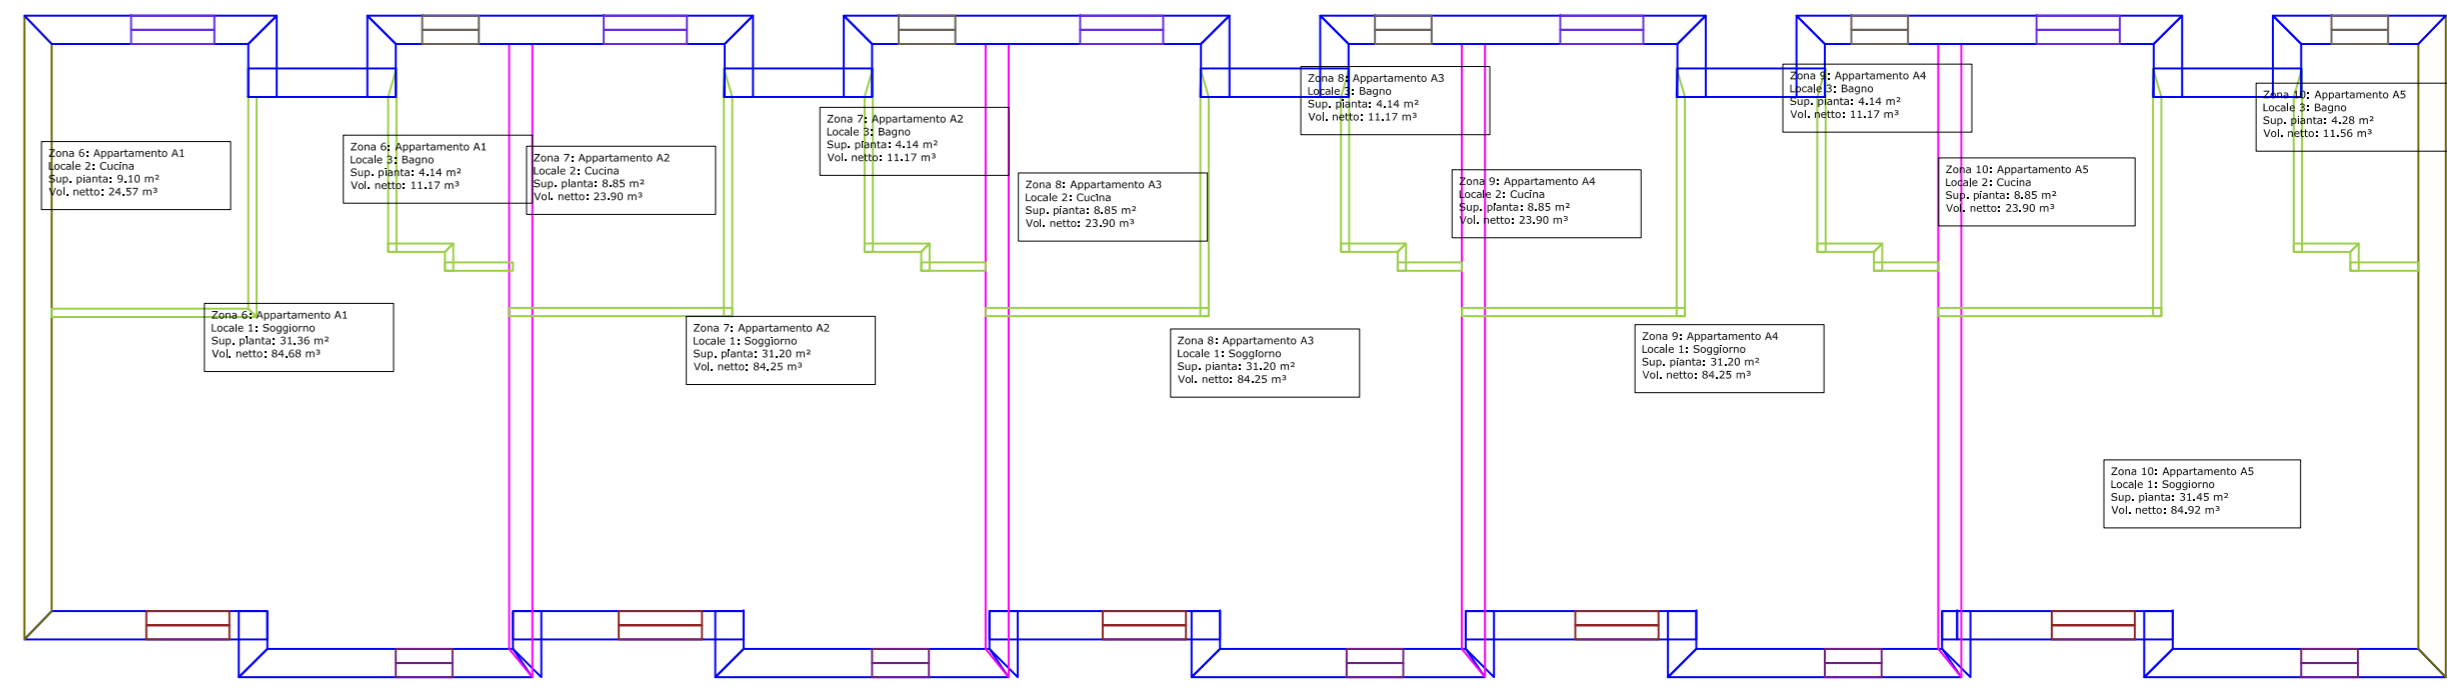 Zona 6: Appartamento A1
Locale 2: Cucina
Sup. pianta: 9.10 m²
Vol. netto: 24.57 m³
Zona 6: Appartamento A1
Locale 3: Bagno
Sup. pianta: 4.14 m²
Vol. netto: 11.17 m³
Zona 7: Appartamento A2
Locale 2: Cucina
Sup. pianta: 8.85 m²
Vol. netto: 23.90 m³
Zona 7: Appartamento A2
Locale 3: Bagno
Sup. pianta: 4.14 m²
Vol. netto: 11.17 m³
Zona 8: Appartamento A3
Locale 2: Cucina
Sup. pianta: 8.85 m²
Vol. netto: 23.90 m³
Zona 8: Appartamento A3
Locale 3: Bagno
Sup. pianta: 4.14 m²
Vol. netto: 11.17 m³
Zona 9: Appartamento A4
Locale 2: Cucina
Sup. pianta: 8.85 m²
Vol. netto: 23.90 m³
Zona 9: Appartamento A4
Locale 3: Bagno
Sup. pianta: 4.14 m²
Vol. netto: 11.17 m³
Zona 10: Appartamento A5
Locale 2: Cucina
Sup. pianta: 8.85 m²
Vol. netto: 23.90 m³
Zona 10: Appartamento A5
Locale 3: Bagno
Sup. pianta: 4.28 m²
Vol. netto: 11.56 m³
Zona 6: Appartamento A1
Locale 1: Soggiorno
Sup. pianta: 31.36 m²
Vol. netto: 84.68 m³
Zona 7: Appartamento A2
Locale 1: Soggiorno
Sup. pianta: 31.20 m²
Vol. netto: 84.25 m³
Zona 8: Appartamento A3
Locale 1: Soggiorno
Sup. pianta: 31.20 m²
Vol. netto: 84.25 m³
Zona 9: Appartamento A4
Locale 1: Soggiorno
Sup. pianta: 31.20 m²
Vol. netto: 84.25 m³
Zona 10: Appartamento A5
Locale 1: Soggiorno
Sup. pianta: 31.45 m²
Vol. netto: 84.92 m³